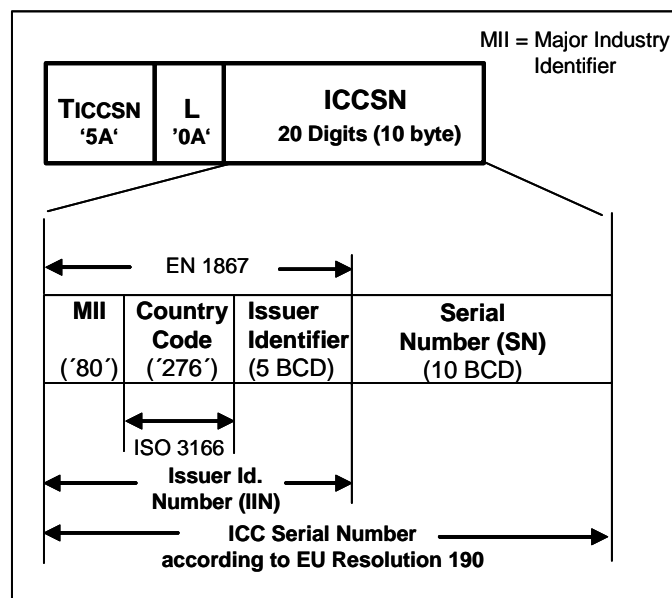 MII = Major Industry
Identifier
TICCSN
‘5A‘
L
’0A‘
ICCSN
20 Digits (10 byte)
EN 1867
MII
(´80´)
Country
Code
(´276´)
Issuer
Identifier
(5 BCD)
Serial
Number (SN)
(10 BCD)
ISO 3166
Issuer Id.
Number (IIN)
ICC Serial Number
according to EU Resolution 190